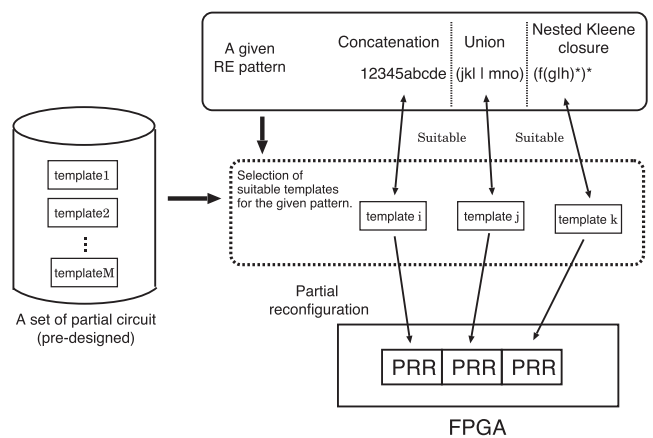 A given
RE pattern
Concatenation
Union
Nested Kleene
closure
12345abcde
(jkl | mno)
(f(g|h)*)*
Suitable
Suitable
template1
template2
templateM
A set of partial circuit
(pre-designed)
Selection of
suitable templates
for the given pattern.
template i
template j
template k
Partial
reconfiguration
PRR
PRR
PRR
FPGA